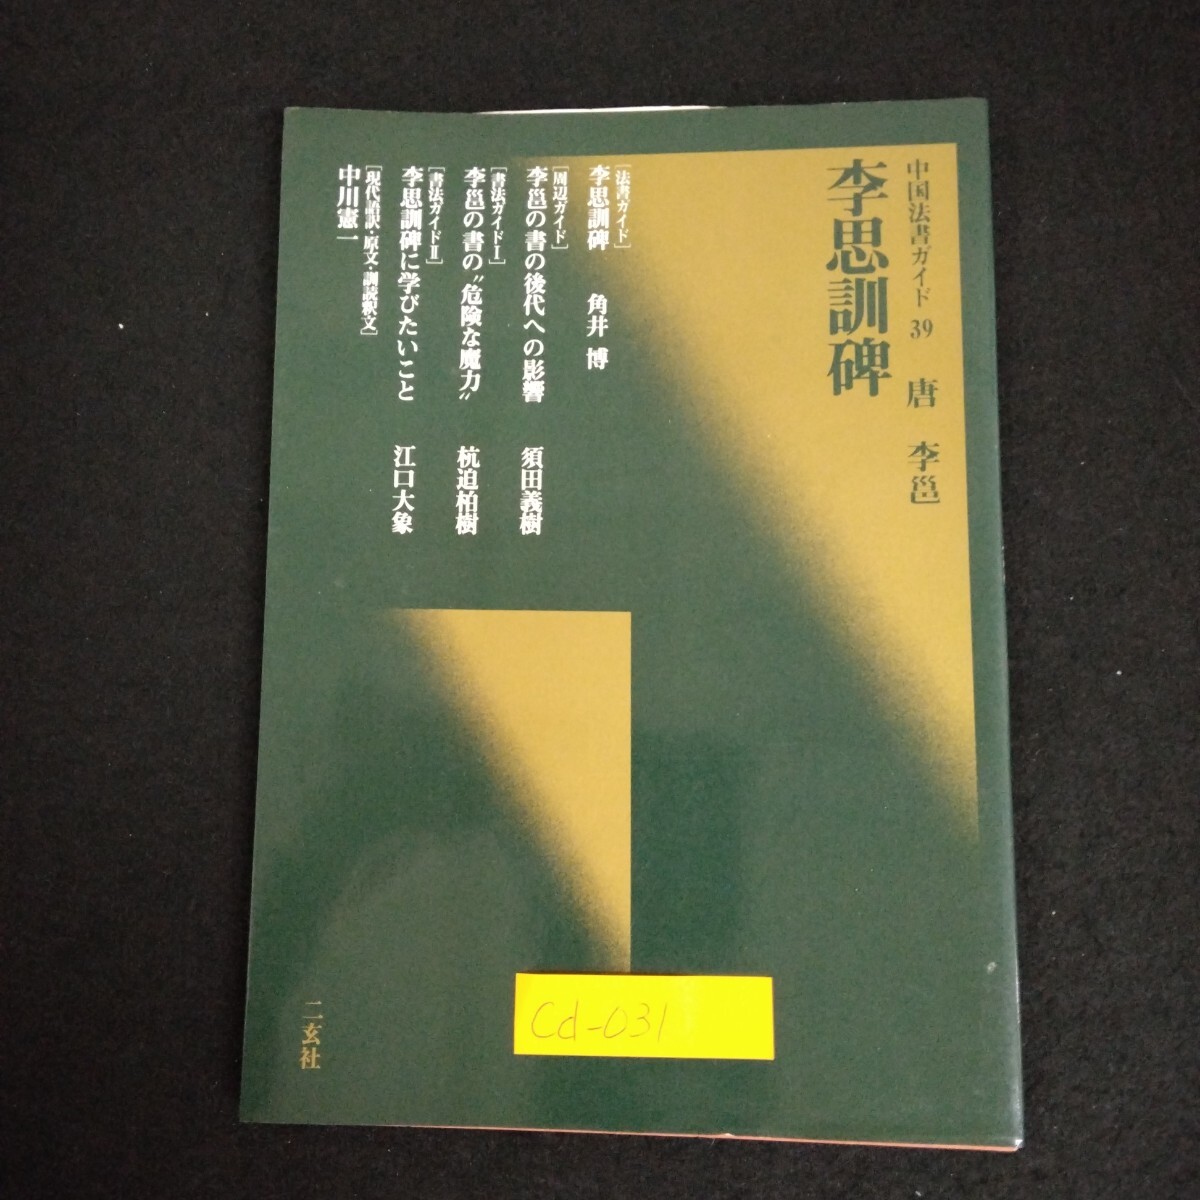 中国法書ガイド 39 唐 李邕
李思訓碑
[法書ガイド]
李思訓碑 角井 博
[周辺ガイド]
李邕の書の後代への影響 須田義樹
[書法ガイドI]
李邕の書の〝危険な魔力〟 杭迫柏樹
[書法ガイドII]
李思訓碑に学びたいこと 江口大象
[現代語訳・原文・訓読釈文]
中川憲一
二玄社
Cd-031